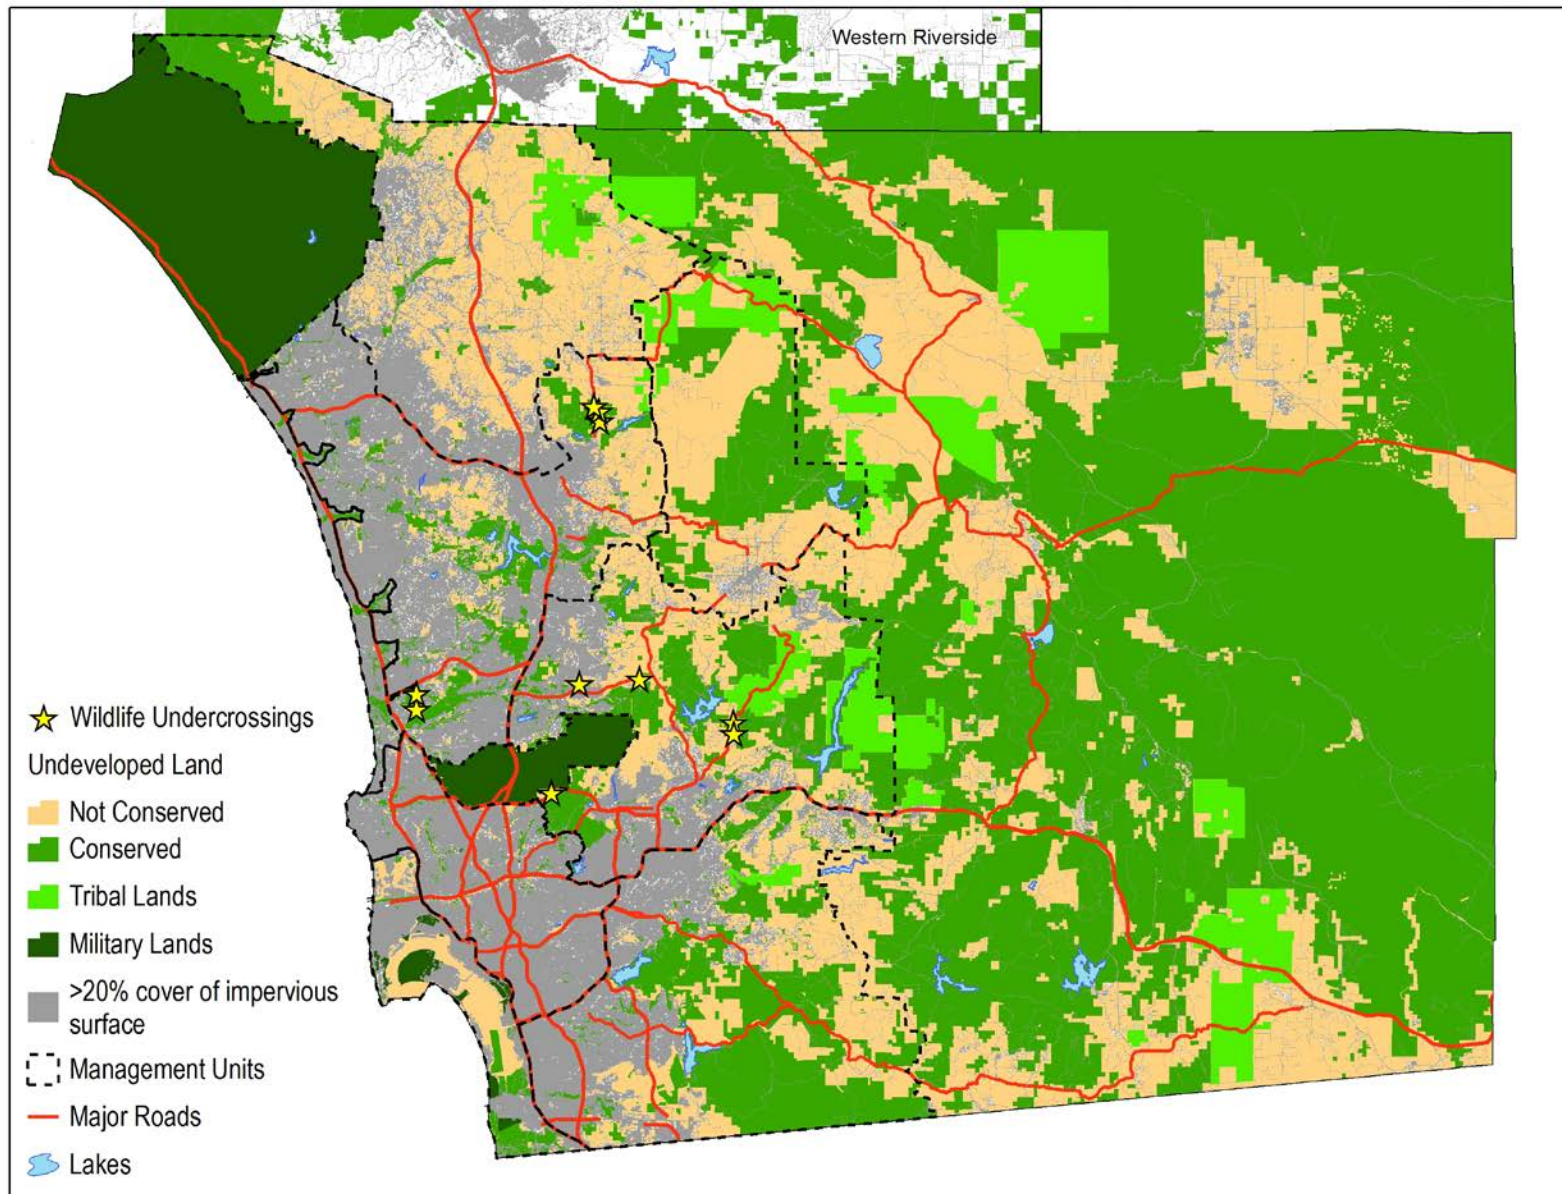 Western Riverside
Wildlife Undercrossings
Undeveloped Land
Not Conserved
Conserved
Tribal Lands
Military Lands
>20% cover of impervious
surface
Management Units
Major Roads
Lakes